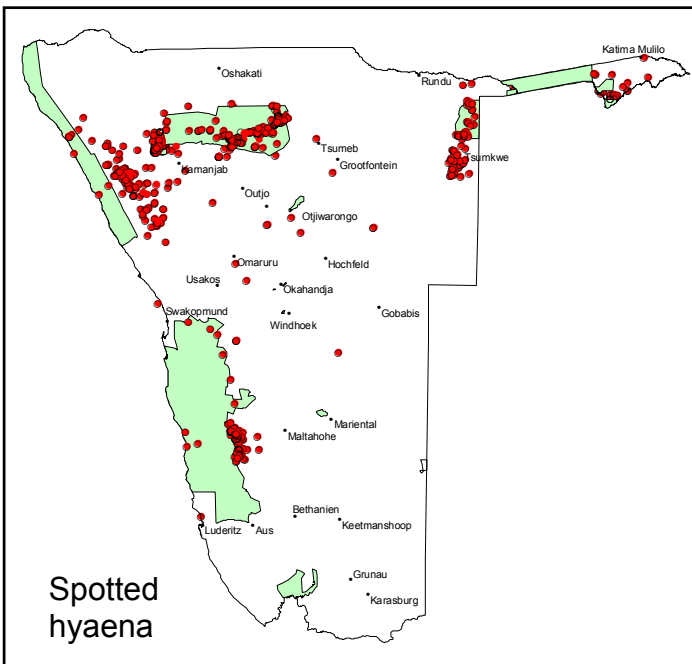 Katima Mulilo
Oshakati
Rundu
Tsumeb
Tsumkwe
Grootfontein
Kamanjab
Outjo
Otjiwarongo
Omaruru
Hochfeld
Usakos
Okahandja
Swakopmund
Gobabis
Windhoek
Mariental
Maltahohe
Bethanien
Keetmanshoop
Luderitz
Aus
Grunau
Karasburg
Spotted
hyaena